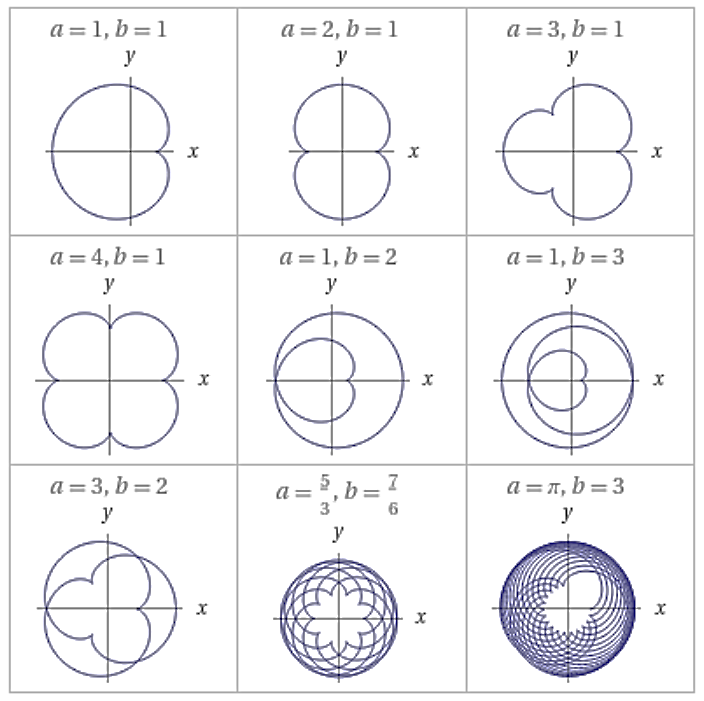 a = 1, b = 1
y
x
a = 2, b = 1
y
x
a = 3, b = 1
y
x
a = 4, b = 1
y
x
a = 1, b = 2
y
x
a = 1, b = 3
y
x
a = 3, b = 2
y
x
a = 5/3, b = 7/6
y
x
a = π, b = 3
y
x